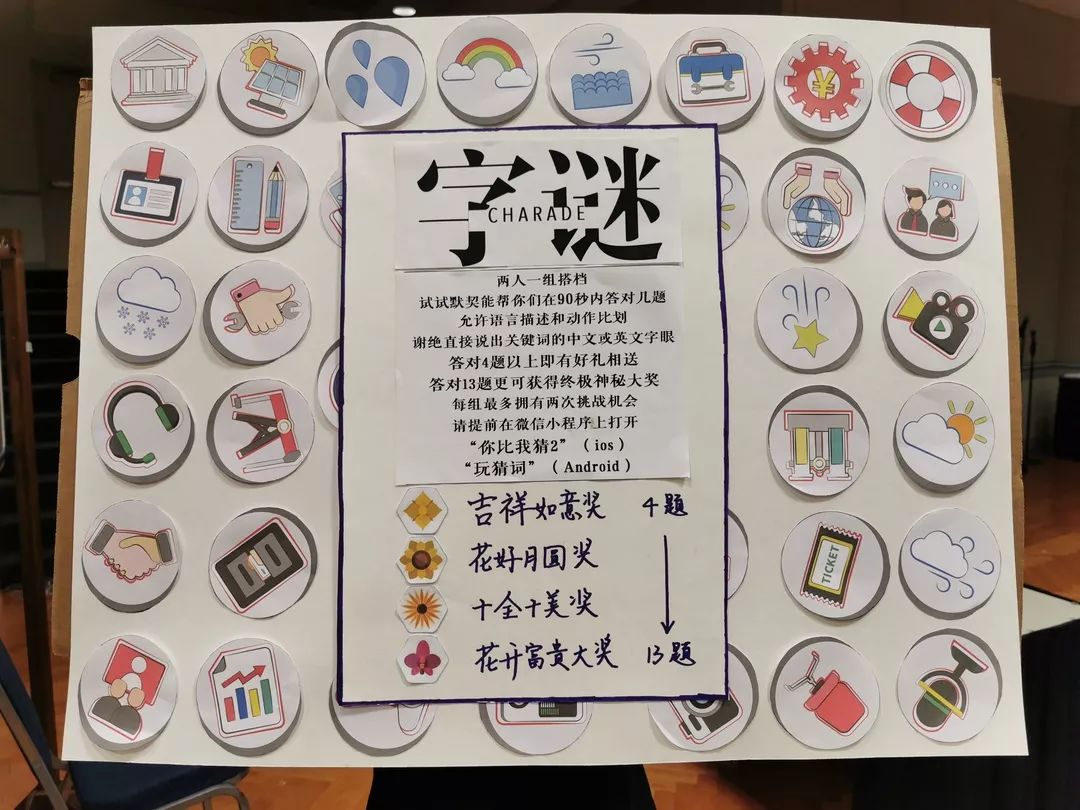 字谜
CHARADE
两人一组搭档
试试默契能帮你们在90秒内答对几题
允许语言描述和动作比划
谢绝直接说出关键词的中文或英文字眼
答对4题以上即有好礼相送
答对13题更可获得终极神秘大奖
每组最多拥有两次挑战机会
请提前在微信小程序上打开
“你比我猜2”（ios）
“玩猜词”（Android）
吉祥如意奖 4题
花好月圆奖
十全十美奖
花开富贵大奖 13题
¥
TICKET